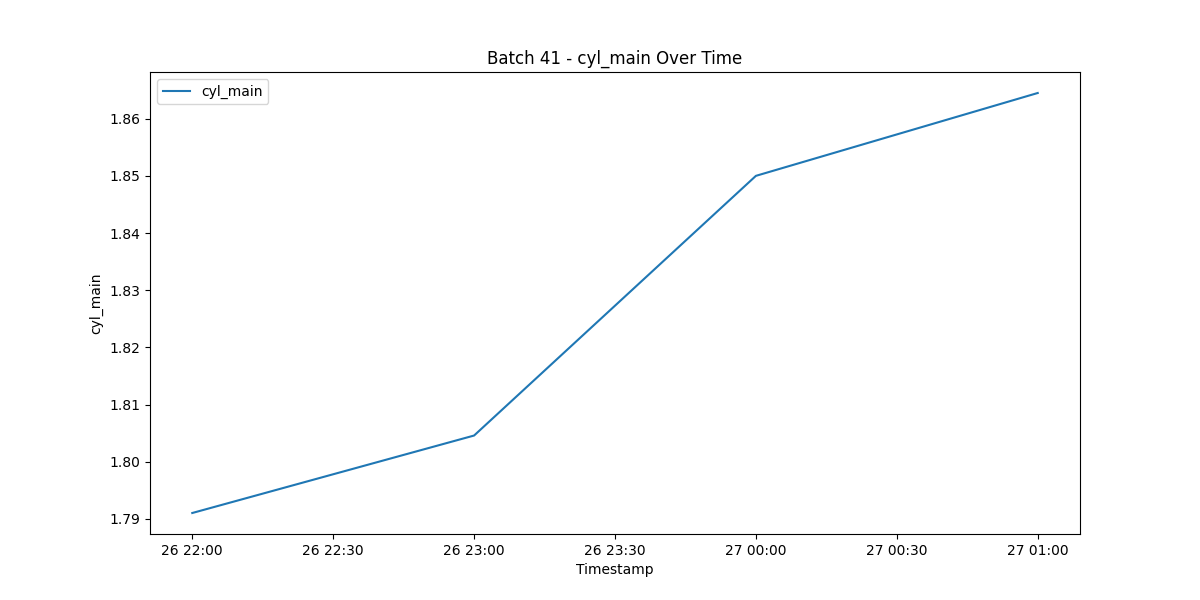 Batch 41 - cyl_main Over Time
cyl_main
1.86
1.85
1.84
1.83
1.82
1.81
1.80
1.79
cyl_main
26 22:00 26 22:30 26 23:00 26 23:30 27 00:00 27 00:30 27 01:00
Timestamp